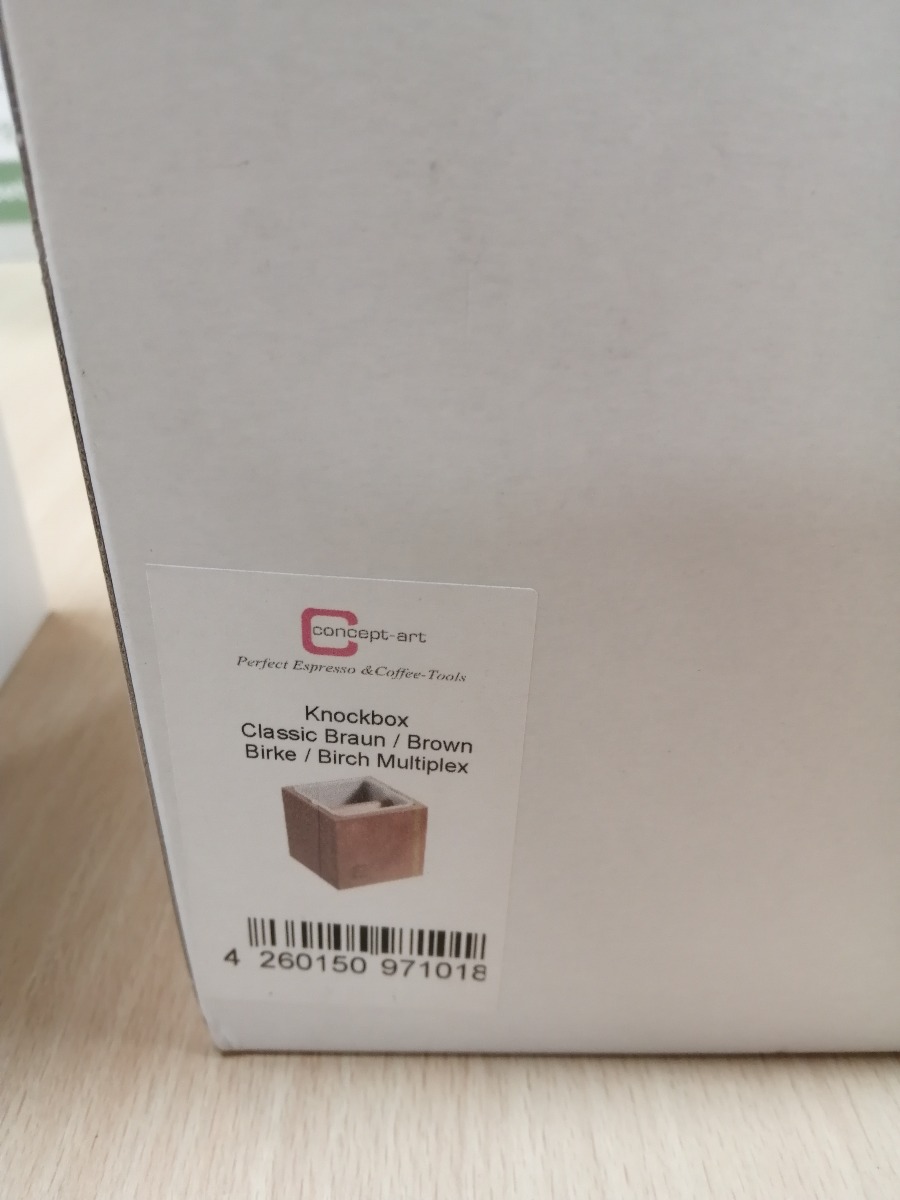 concept-art
Perfect Espresso &Coffee-Tools
Knockbox
Classic Braun / Brown
Birke / Birch Multiplex
4 260150 971018